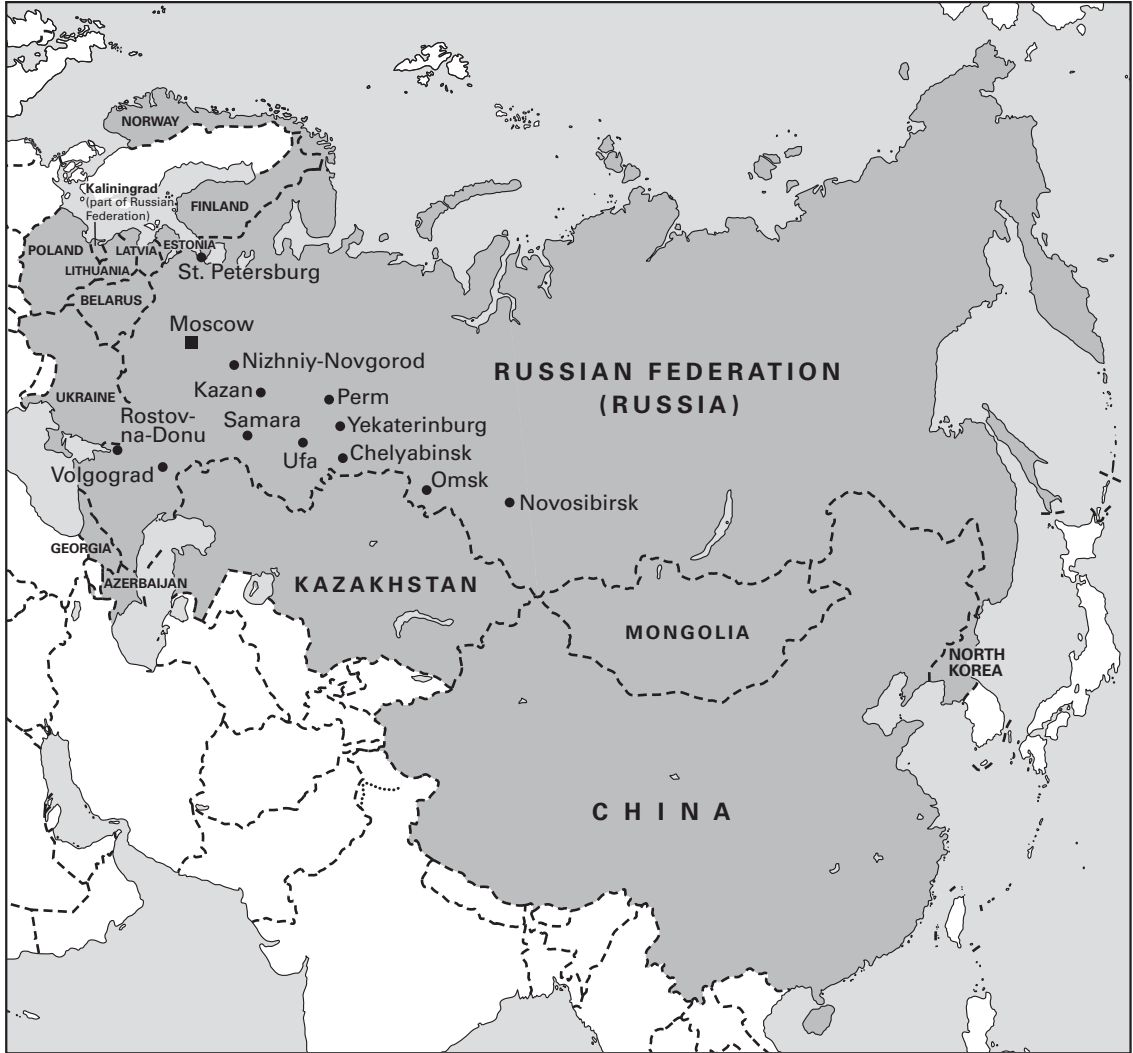 NORWAY
Kaliningrad
(part of Russian
Federation)
FINLAND
POLAND
LATVIA
ESTONIA
LITHUANIA
St. Petersburg
BELARUS
Moscow
Nizhniy-Novgorod
RUSSIAN FEDERATION
(RUSSIA)
Kazan
Perm
UKRAINE
Rostov-
na-Donu
Samara
Yekaterinburg
Ufa
Chelyabinsk
Volgograd
Omsk
Novosibirsk
GEORGIA
AZERBAIJAN
KAZAKHSTAN
MONGOLIA
NORTH
KOREA
CHINA